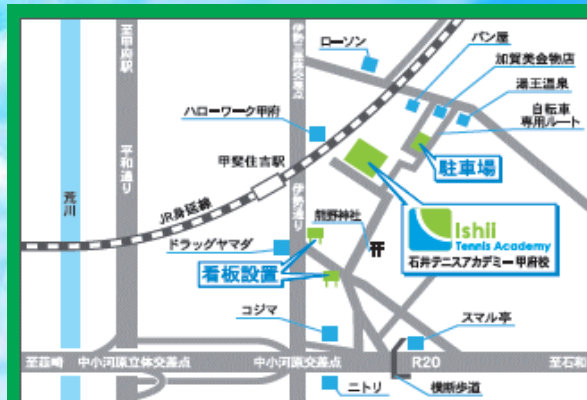 至甲府駅
伊勢三丁目交差点
ローソン
パン屋
加賀美金物店
湯王温泉
自転車
専用ルート
ハローワーク甲府
平和通り
甲斐住吉駅
伊勢通り
駐車場
荒川
JR身延線
熊野神社
Ishii
Tennis Academy
石井テニスアカデミー 甲府校
ドラッグヤマダ
看板設置
コジマ
スマル亭
至韮崎
中小河原立体交差点
中小河原交差点
R20
至石和
ニトリ
横断歩道